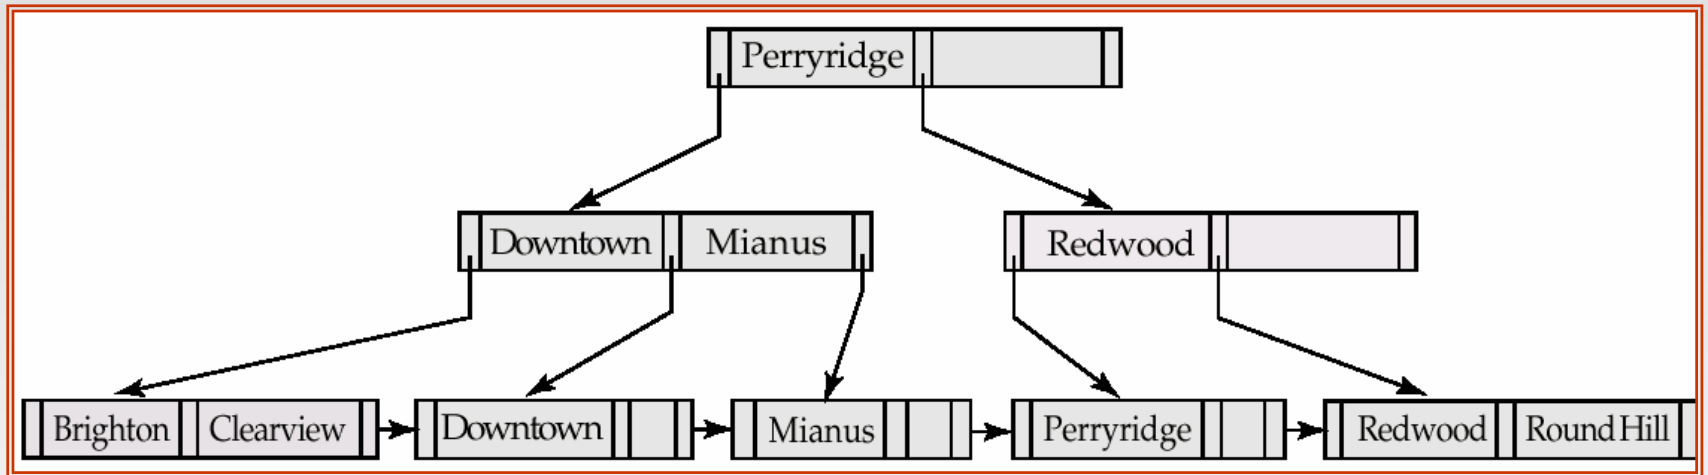 Perryridge
Downtown Mianus Redwood
Brighton Clearview Downtown Mianus Perryridge Redwood Round Hill